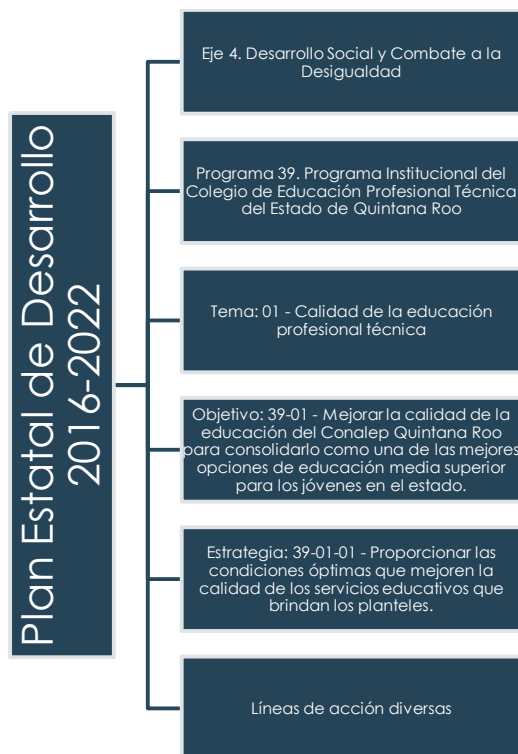 Plan Estatal de Desarrollo
2016-2022
Eje 4. Desarrollo Social y Combate a la
Desigualdad
Programa 39. Programa Institucional del
Colegio de Educación Profesional Técnica
del Estado de Quintana Roo
Tema: 01 - Calidad de la educación
profesional técnica
Objetivo: 39-01 - Mejorar la calidad de la
educación del Conalep Quintana Roo
para consolidarlo como una de las mejores
opciones de educación media superior
para los jóvenes en el estado.
Estrategia: 39-01-01 - Proporcionar las
condiciones óptimas que mejoren la
calidad de los servicios educativos que
brindan los planteles.
Líneas de acción diversas